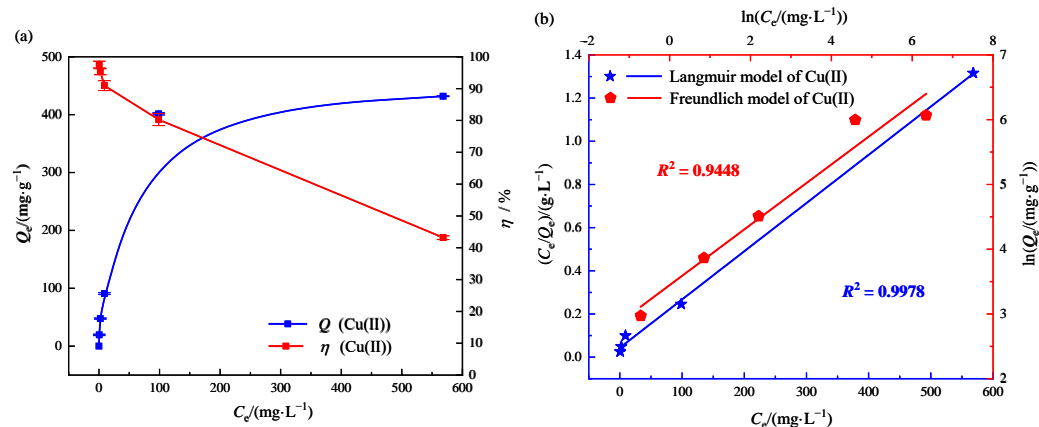 (a)
500
400
300
200
100
0
Qe/(mg·g⁻¹)
100
90
80
70
60
50
40
30
20
10
0
η / %
Q (Cu(II))
η (Cu(II))
0 100 200 300 400 500 600
Ce/(mg·L⁻¹)
(b)
ln(Ce/(mg·L⁻¹))
−2 0 2 4 6 8
1.4
1.2
1.0
0.8
0.6
0.4
0.2
0.0
(Ce/Qe)/(g·L⁻¹)
Langmuir model of Cu(II)
Freundlich model of Cu(II)
R² = 0.9448
R² = 0.9978
7
6
5
4
3
2
ln(Qe/(mg·g⁻¹))
0 100 200 300 400 500 600
Ce/(mg·L⁻¹)